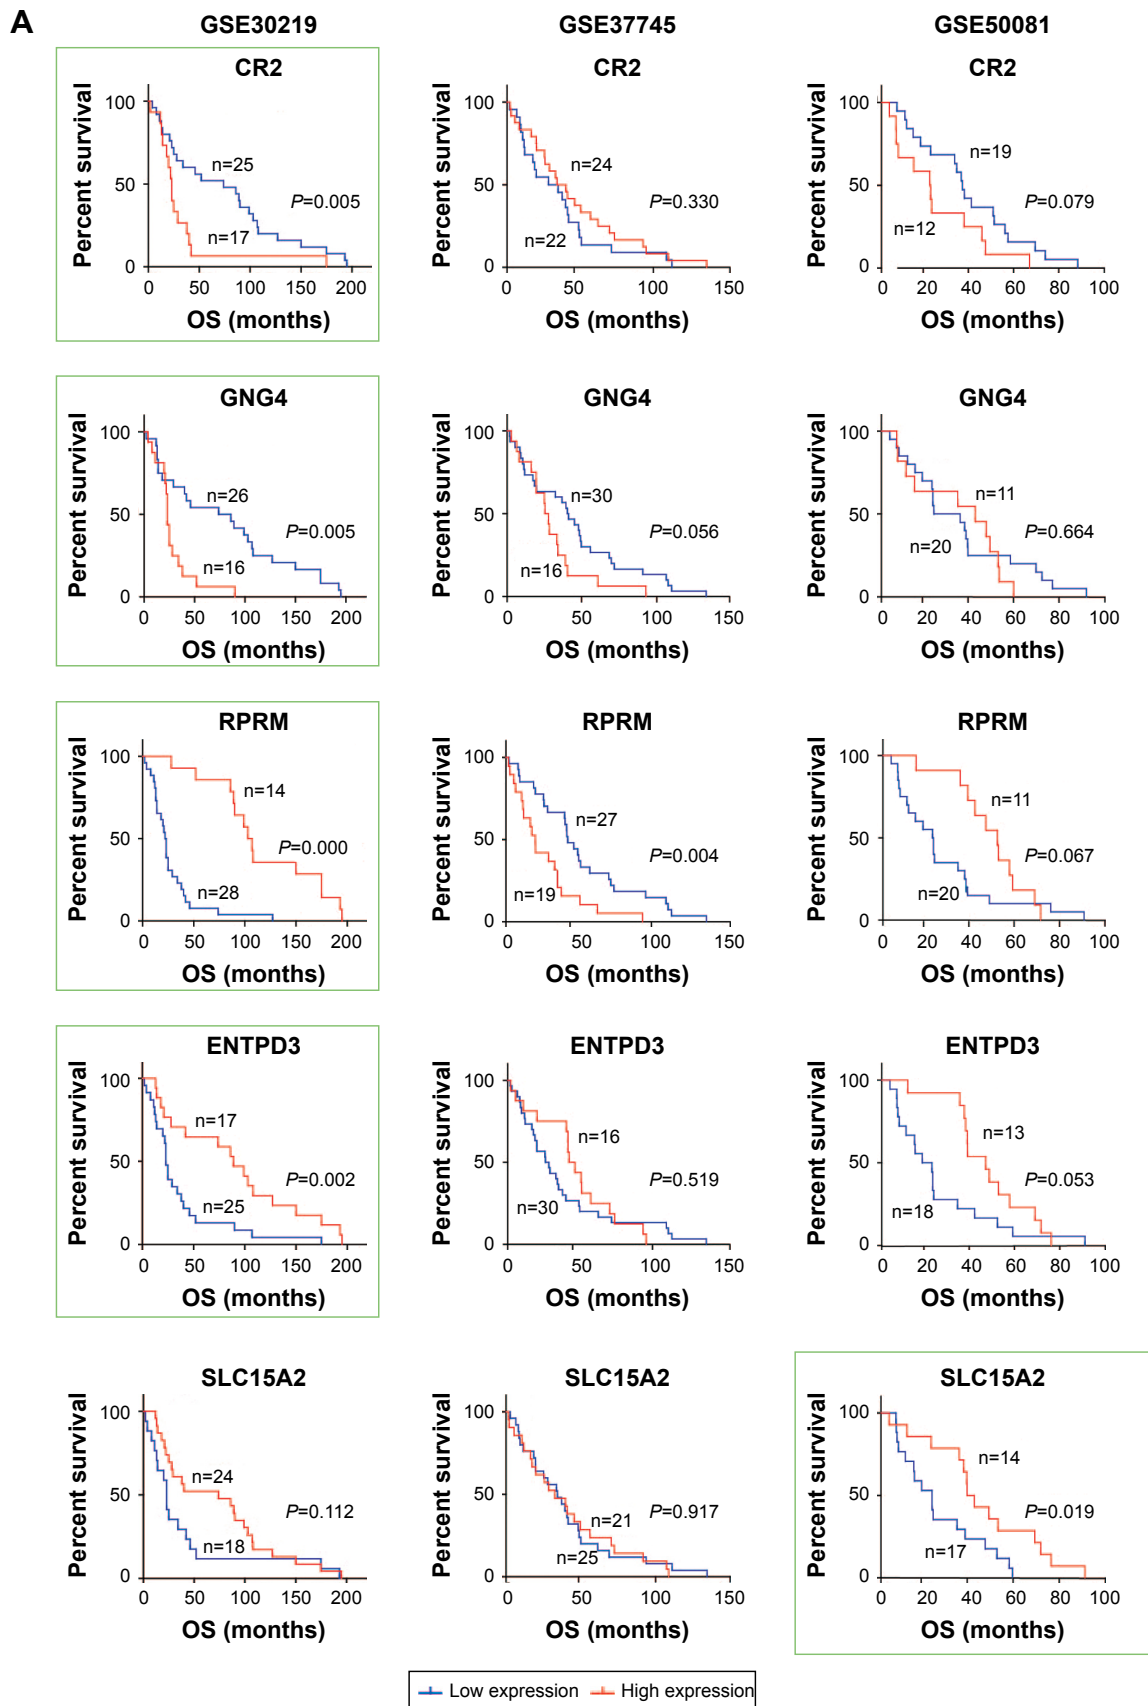 A
GSE30219 GSE37745 GSE50081
CR2 CR2 CR2
Percent survival
100
50
0
n=25
n=17
P=0.005
0 50 100 150 200
OS (months)
Percent survival
100
50
0
n=24
n=22
P=0.330
0 50 100 150
OS (months)
Percent survival
100
50
0
n=19
n=12
P=0.079
0 20 40 60 80 100
OS (months)
GNG4 GNG4 GNG4
Percent survival
100
50
0
n=26
n=16
P=0.005
0 50 100 150 200
OS (months)
Percent survival
100
50
0
n=30
n=16
P=0.056
0 50 100 150
OS (months)
Percent survival
100
50
0
n=11
n=20
P=0.664
0 20 40 60 80 100
OS (months)
RPRM RPRM RPRM
Percent survival
100
50
0
n=14
n=28
P=0.000
0 50 100 150 200
OS (months)
Percent survival
100
50
0
n=27
n=19
P=0.004
0 50 100 150
OS (months)
Percent survival
100
50
0
n=11
n=20
P=0.067
0 20 40 60 80 100
OS (months)
ENTPD3 ENTPD3 ENTPD3
Percent survival
100
50
0
n=17
n=25
P=0.002
0 50 100 150 200
OS (months)
Percent survival
100
50
0
n=16
n=30
P=0.519
0 50 100 150
OS (months)
Percent survival
100
50
0
n=13
n=18
P=0.053
0 20 40 60 80 100
OS (months)
SLC15A2 SLC15A2 SLC15A2
Percent survival
100
50
0
n=24
n=18
P=0.112
0 50 100 150 200
OS (months)
Percent survival
100
50
0
n=21
n=25
P=0.917
0 50 100 150
OS (months)
Percent survival
100
50
0
n=14
n=17
P=0.019
0 20 40 60 80 100
OS (months)
Low expression High expression